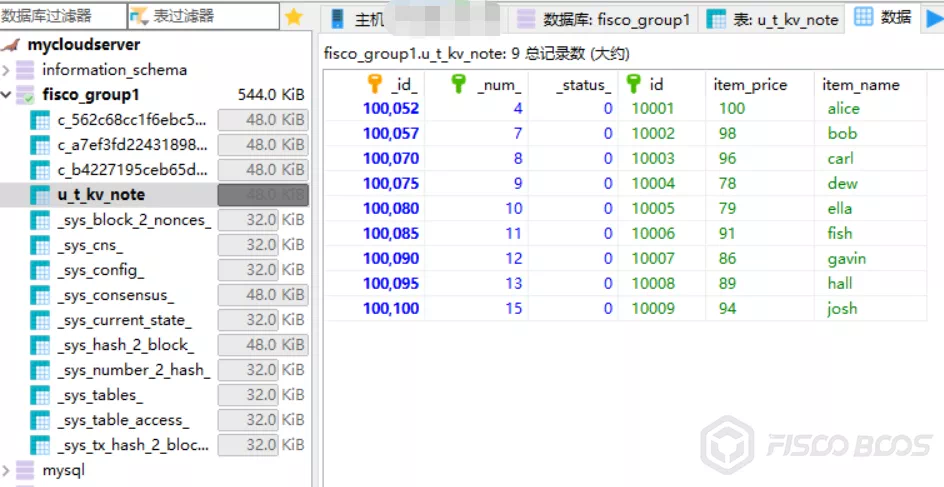 数据库过滤器 表过滤器
主机 数据库: fisco_group1 表: u_t_kv_note 数据
mycloudserver
information_schema
fisco_group1 544.0 KiB
c_562c68cc1f6ebc5... 48.0 KiB
c_a7ef3fd22431898... 48.0 KiB
c_b4227195ceb65d... 48.0 KiB
u_t_kv_note 48.0 KiB
_sys_block_2_nonces_ 32.0 KiB
_sys_cns_ 32.0 KiB
_sys_config_ 32.0 KiB
_sys_consensus_ 48.0 KiB
_sys_current_state_ 32.0 KiB
_sys_hash_2_block_ 48.0 KiB
_sys_number_2_hash_ 32.0 KiB
_sys_tables_ 32.0 KiB
_sys_table_access_ 32.0 KiB
_sys_tx_hash_2_bloc... 32.0 KiB
mysql
fisco_group1.u_t_kv_note: 9 总记录数 (大约)
_id_ _num_ _status_ id item_price item_name
100,052 4 0 10001 100 alice
100,057 7 0 10002 98 bob
100,070 8 0 10003 96 carl
100,075 9 0 10004 78 dew
100,080 10 0 10005 79 ella
100,085 11 0 10006 91 fish
100,090 12 0 10007 86 gavin
100,095 13 0 10008 89 hall
100,100 15 0 10009 94 josh
FISCO BCOS